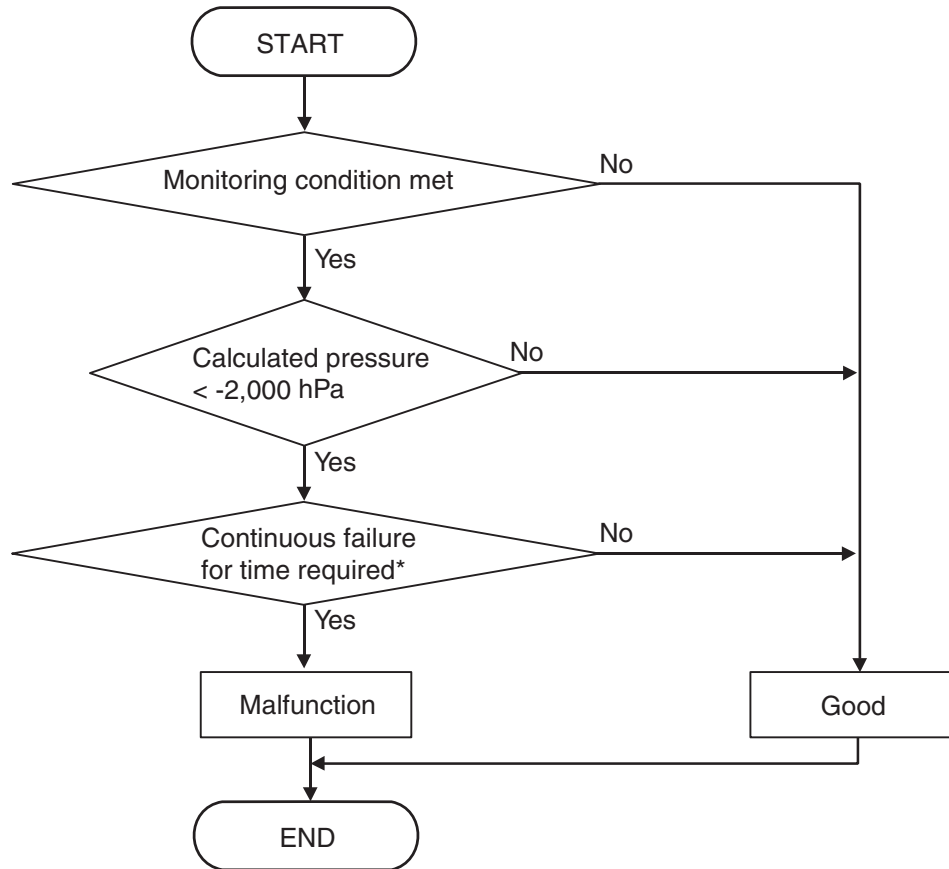 START
Monitoring condition met
No
Yes
Calculated pressure
< -2,000 hPa
No
Yes
Continuous failure
for time required*
No
Yes
Malfunction
Good
END